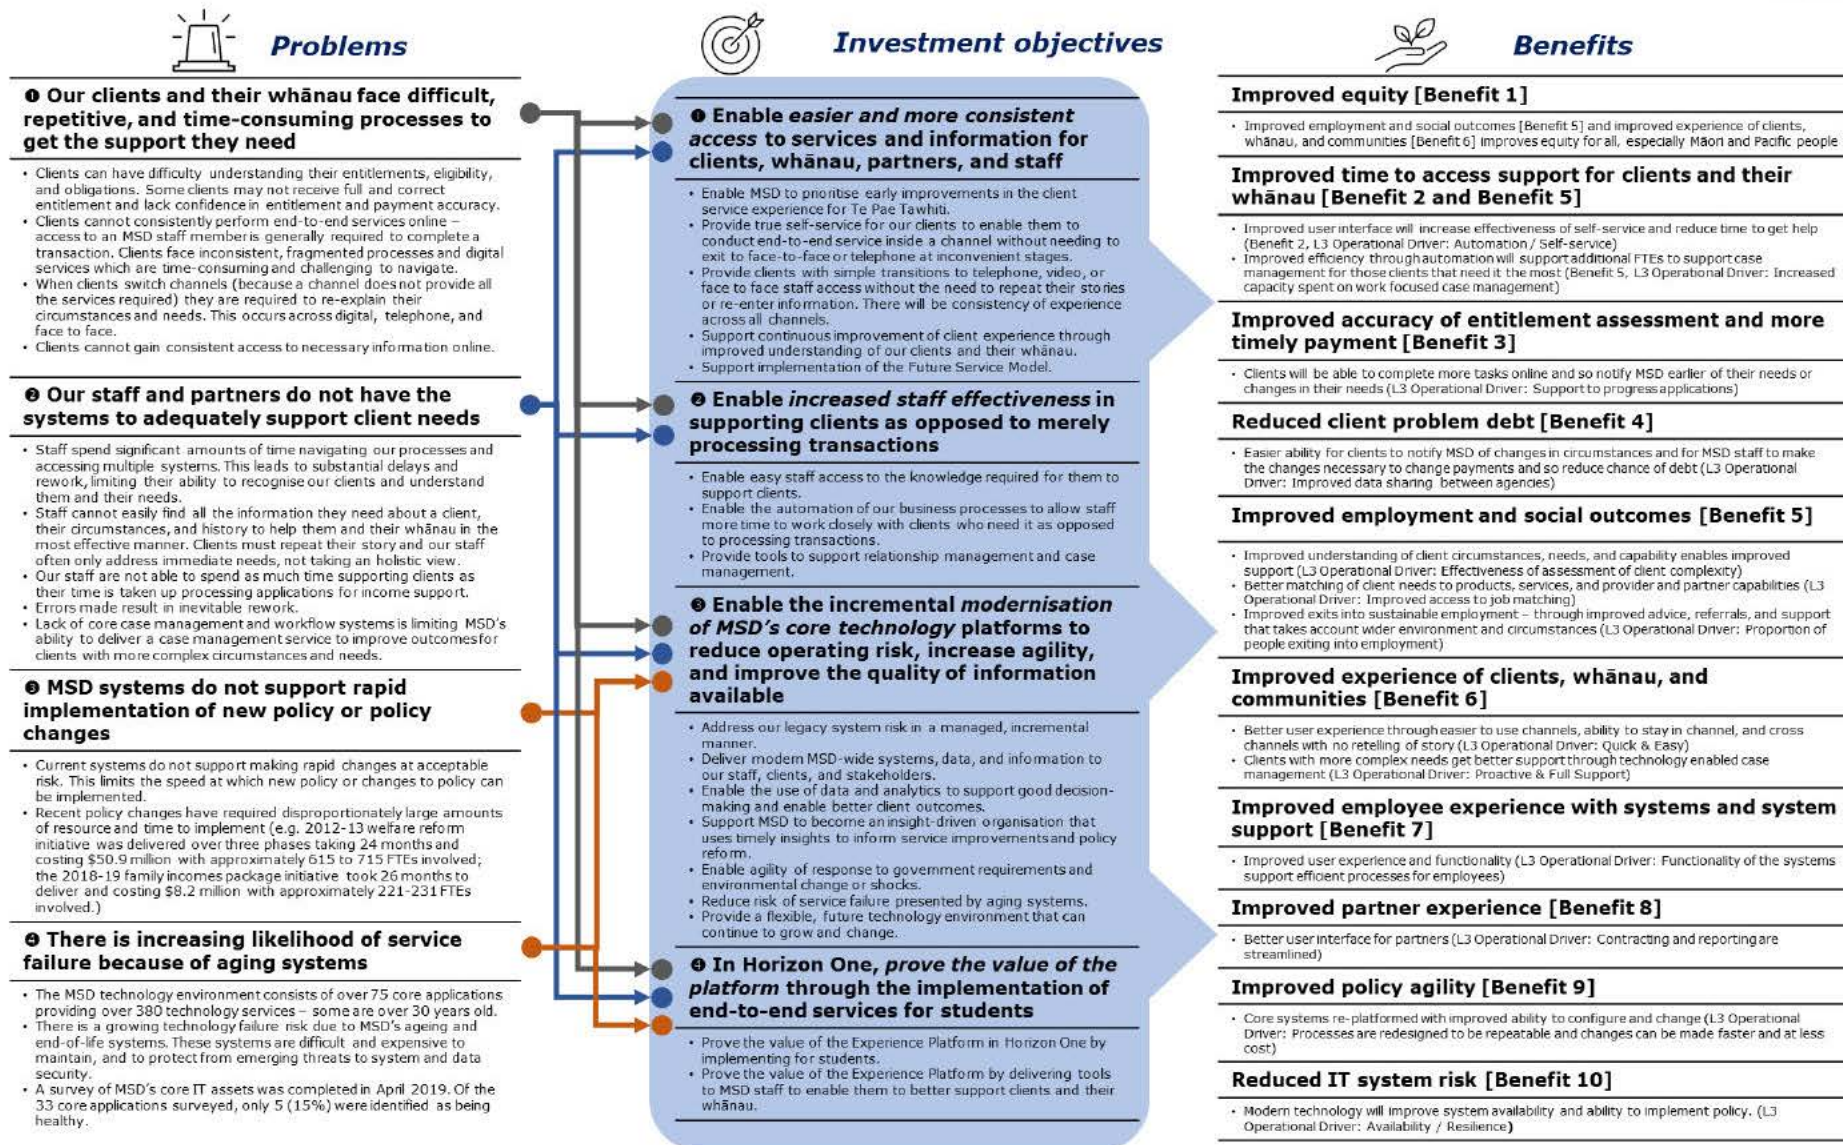 Problems
❶ Our clients and their whānau face difficult,
repetitive, and time-consuming processes to
get the support they need
• Clients can have difficulty understanding their entitlements, eligibility,
and obligations. Some clients may not receive full and correct
entitlement and lack confidence in entitlement and payment accuracy.
• Clients cannot consistently perform end-to-end services online –
access to an MSD staff member is generally required to complete a
transaction. Clients face inconsistent, fragmented processes and digital
services which are time-consuming and challenging to navigate.
• When clients switch channels (because a channel does not provide all
the services required) they are required to re-explain their
circumstances and needs. This occurs across digital, telephone, and
face to face.
• Clients cannot gain consistent access to necessary information online.
❷ Our staff and partners do not have the
systems to adequately support client needs
• Staff spend significant amounts of time navigating our processes and
accessing multiple systems. This leads to substantial delays and
rework, limiting their ability to recognise our clients and understand
them and their needs.
• Staff cannot easily find all the information they need about a client,
their circumstances, and history to help them and their whānau in the
most effective manner. Clients must repeat their story and our staff
often only address immediate needs, not taking an holistic view.
• Our staff are not able to spend as much time supporting clients as
their time is taken up processing applications for income support.
• Errors made result in inevitable rework.
• Lack of core case management and workflow systems is limiting MSD's
ability to deliver a case management service to improve outcomes for
clients with more complex circumstances and needs.
❸ MSD systems do not support rapid
implementation of new policy or policy
changes
• Current systems do not support making rapid changes at acceptable
risk. This limits the speed at which new policy or changes to policy can
be implemented.
• Recent policy changes have required disproportionately large amounts
of resource and time to implement (e.g. 2012-13 welfare reform
initiative was delivered over three phases taking 24 months and
costing $50.9 million with approximately 615 to 715 FTEs involved;
the 2018-19 family incomes package initiative took 26 months to
deliver and costing $8.2 million with approximately 221-231 FTEs
involved.)
❹ There is increasing likelihood of service
failure because of aging systems
• The MSD technology environment consists of over 75 core applications
providing over 380 technology services – some are over 30 years old.
• There is a growing technology failure risk due to MSD's ageing and
end-of-life systems. These systems are difficult and expensive to
maintain, and to protect from emerging threats to system and data
security.
• A survey of MSD's core IT assets was completed in April 2019. Of the
33 core applications surveyed, only 5 (15%) were identified as being
healthy.
Investment objectives
❶ Enable easier and more consistent
access to services and information for
clients, whānau, partners, and staff
• Enable MSD to prioritise early improvements in the client
service experience for Te Pae Tawhiti.
• Provide true self-service for our clients to enable them to
conduct end-to-end service inside a channel without needing to
exit to face-to-face or telephone at inconvenient stages.
• Provide clients with simple transitions to telephone, video, or
face to face staff access without the need to repeat their stories
or re-enter information. There will be consistency of experience
across all channels.
• Support continuous improvement of client experience through
improved understanding of our clients and their whānau.
• Support implementation of the Future Service Model.
❷ Enable increased staff effectiveness in
supporting clients as opposed to merely
processing transactions
• Enable easy staff access to the knowledge required for them to
support clients.
• Enable the automation of our business processes to allow staff
more time to work closely with clients who need it as opposed
to processing transactions.
• Provide tools to support relationship management and case
management.
❸ Enable the incremental modernisation
of MSD's core technology platforms to
reduce operating risk, increase agility,
and improve the quality of information
available
• Address our legacy system risk in a managed, incremental
manner.
• Deliver modern MSD-wide systems, data, and information to
our staff, clients, and stakeholders.
• Enable the use of data and analytics to support good decision-
making and enable better client outcomes.
• Support MSD to become an insight-driven organisation that
uses timely insights to inform service improvements and policy
reform.
• Enable agility of response to government requirements and
environmental change or shocks.
• Reduce risk of service failure presented by aging systems.
• Provide a flexible, future technology environment that can
continue to grow and change.
❹ In Horizon One, prove the value of the
platform through the implementation of
end-to-end services for students
• Prove the value of the Experience Platform in Horizon One by
implementing for students.
• Prove the value of the Experience Platform by delivering tools
to MSD staff to enable them to better support clients and their
whānau.
Benefits
Improved equity [Benefit 1]
• Improved employment and social outcomes [Benefit 5] and improved experience of clients,
whānau, and communities [Benefit 6] improves equity for all, especially Māori and Pacific people
Improved time to access support for clients and their
whānau [Benefit 2 and Benefit 5]
• Improved user interface will increase effectiveness of self-service and reduce time to get help
(Benefit 2, L3 Operational Driver: Automation / Self-service)
• Improved efficiency through automation will support additional FTEs to support case
management for those clients that need it the most (Benefit 5, L3 Operational Driver: Increased
capacity spent on work focused case management)
Improved accuracy of entitlement assessment and more
timely payment [Benefit 3]
• Clients will be able to complete more tasks online and so notify MSD earlier of their needs or
changes in their needs (L3 Operational Driver: Support to progress applications)
Reduced client problem debt [Benefit 4]
• Easier ability for clients to notify MSD of changes in circumstances and for MSD staff to make
the changes necessary to change payments and so reduce chance of debt (L3 Operational
Driver: Improved data sharing between agencies)
Improved employment and social outcomes [Benefit 5]
• Improved understanding of client circumstances, needs, and capability enables improved
support (L3 Operational Driver: Effectiveness of assessment of client complexity)
• Better matching of client needs to products, services, and provider and partner capabilities (L3
Operational Driver: Improved access to job matching)
• Improved exits into sustainable employment – through improved advice, referrals, and support
that takes account wider environment and circumstances (L3 Operational Driver: Proportion of
people exiting into employment)
Improved experience of clients, whānau, and
communities [Benefit 6]
• Better user experience through easier to use channels, ability to stay in channel, and cross
channels with no retelling of story (L3 Operational Driver: Quick & Easy)
• Clients with more complex needs get better support through technology enabled case
management (L3 Operational Driver: Proactive & Full Support)
Improved employee experience with systems and system
support [Benefit 7]
• Improved user experience and functionality (L3 Operational Driver: Functionality of the systems
support efficient processes for employees)
Improved partner experience [Benefit 8]
• Better user interface for partners (L3 Operational Driver: Contracting and reporting are
streamlined)
Improved policy agility [Benefit 9]
• Core systems re-platformed with improved ability to configure and change (L3 Operational
Driver: Processes are redesigned to be repeatable and changes can be made faster and at less
cost)
Reduced IT system risk [Benefit 10]
• Modern technology will improve system availability and ability to implement policy. (L3
Operational Driver: Availability / Resilience)